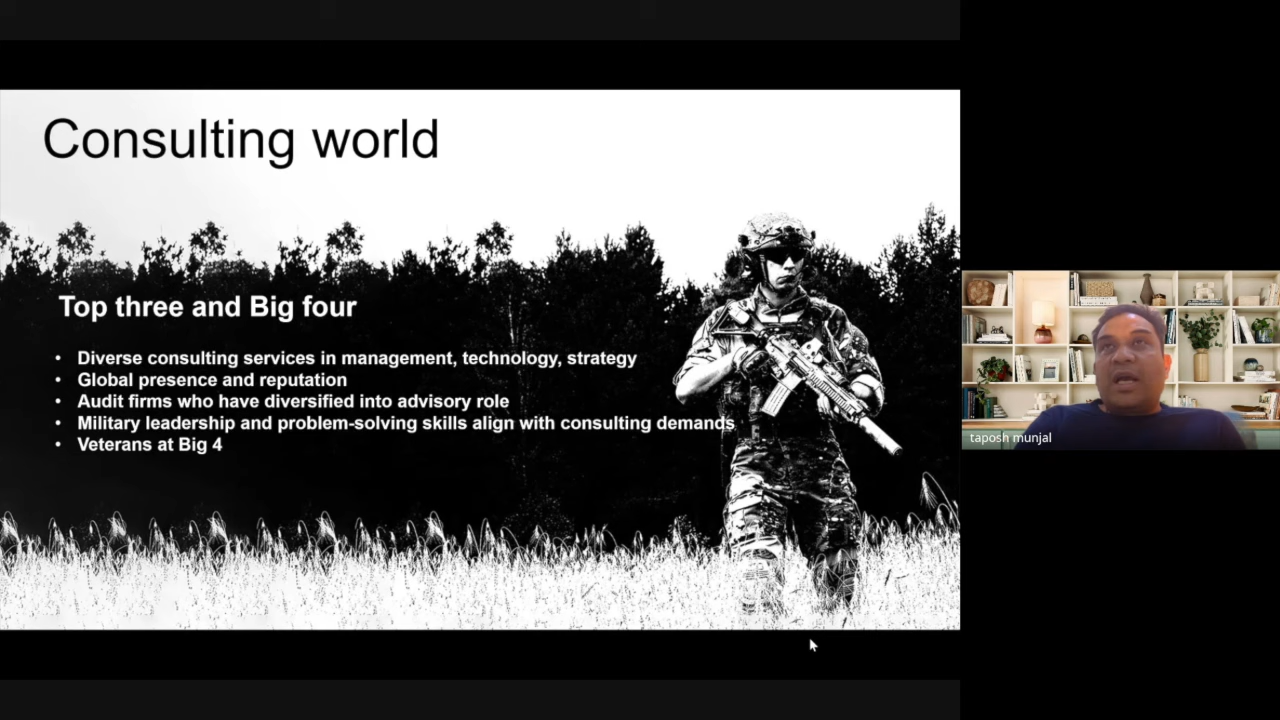 Consulting world
Top three and Big four
• Diverse consulting services in management, technology, strategy
• Global presence and reputation
• Audit firms who have diversified into advisory role
• Military leadership and problem-solving skills align with consulting demands
• Veterans at Big 4
taposh munjal